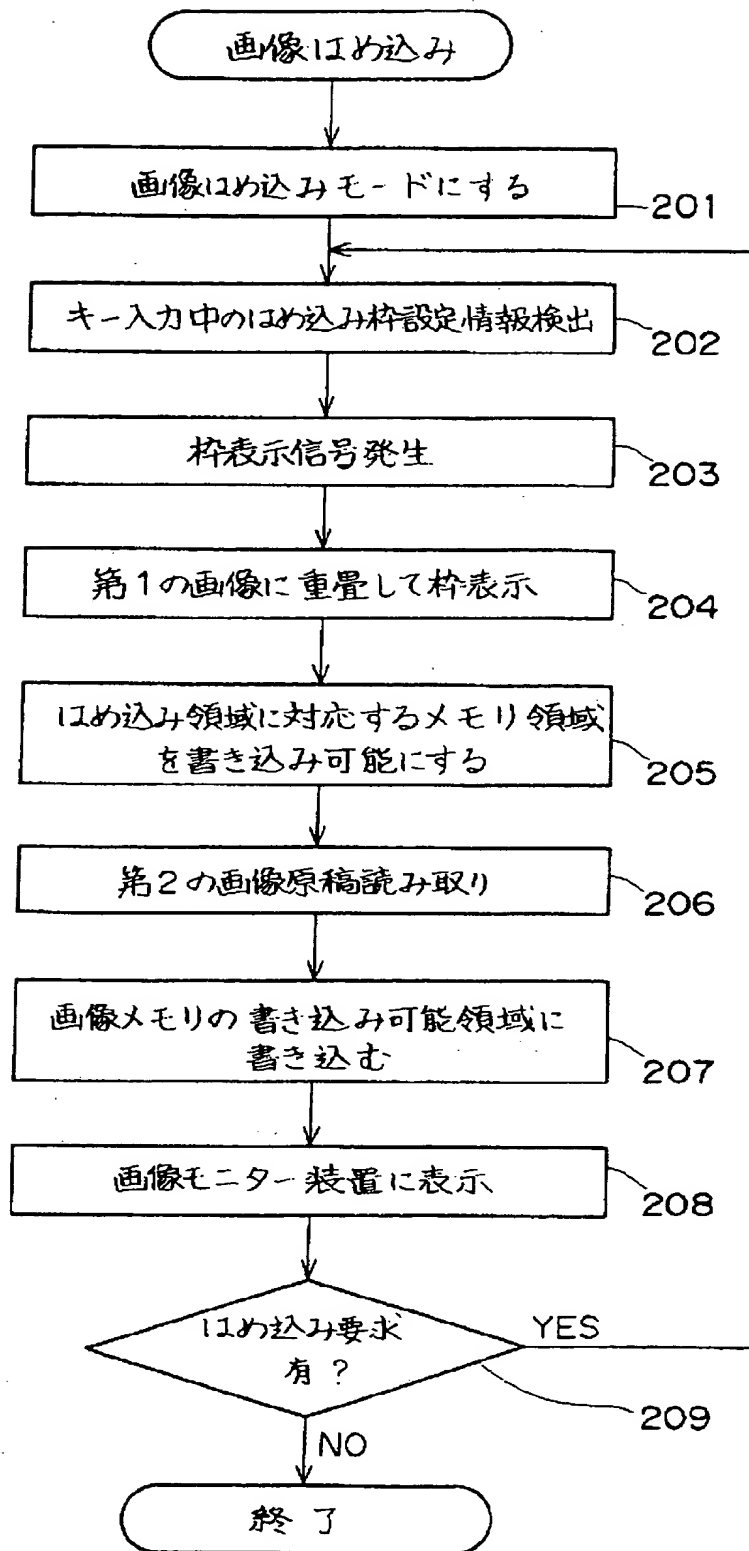 画像はめ込み
画像はめ込みモードにする
201
キー入力中のはめ込み枠設定情報検出
202
枠表示信号発生
203
第1の画像に重畳して枠表示
204
はめ込み領域に対応するメモリ領域
を書き込み可能にする
205
第2の画像原稿読み取り
206
画像メモリの書き込み可能領域に
書き込む
207
画像モニター装置に表示
208
はめ込み要求
有?
YES
209
NO
終了